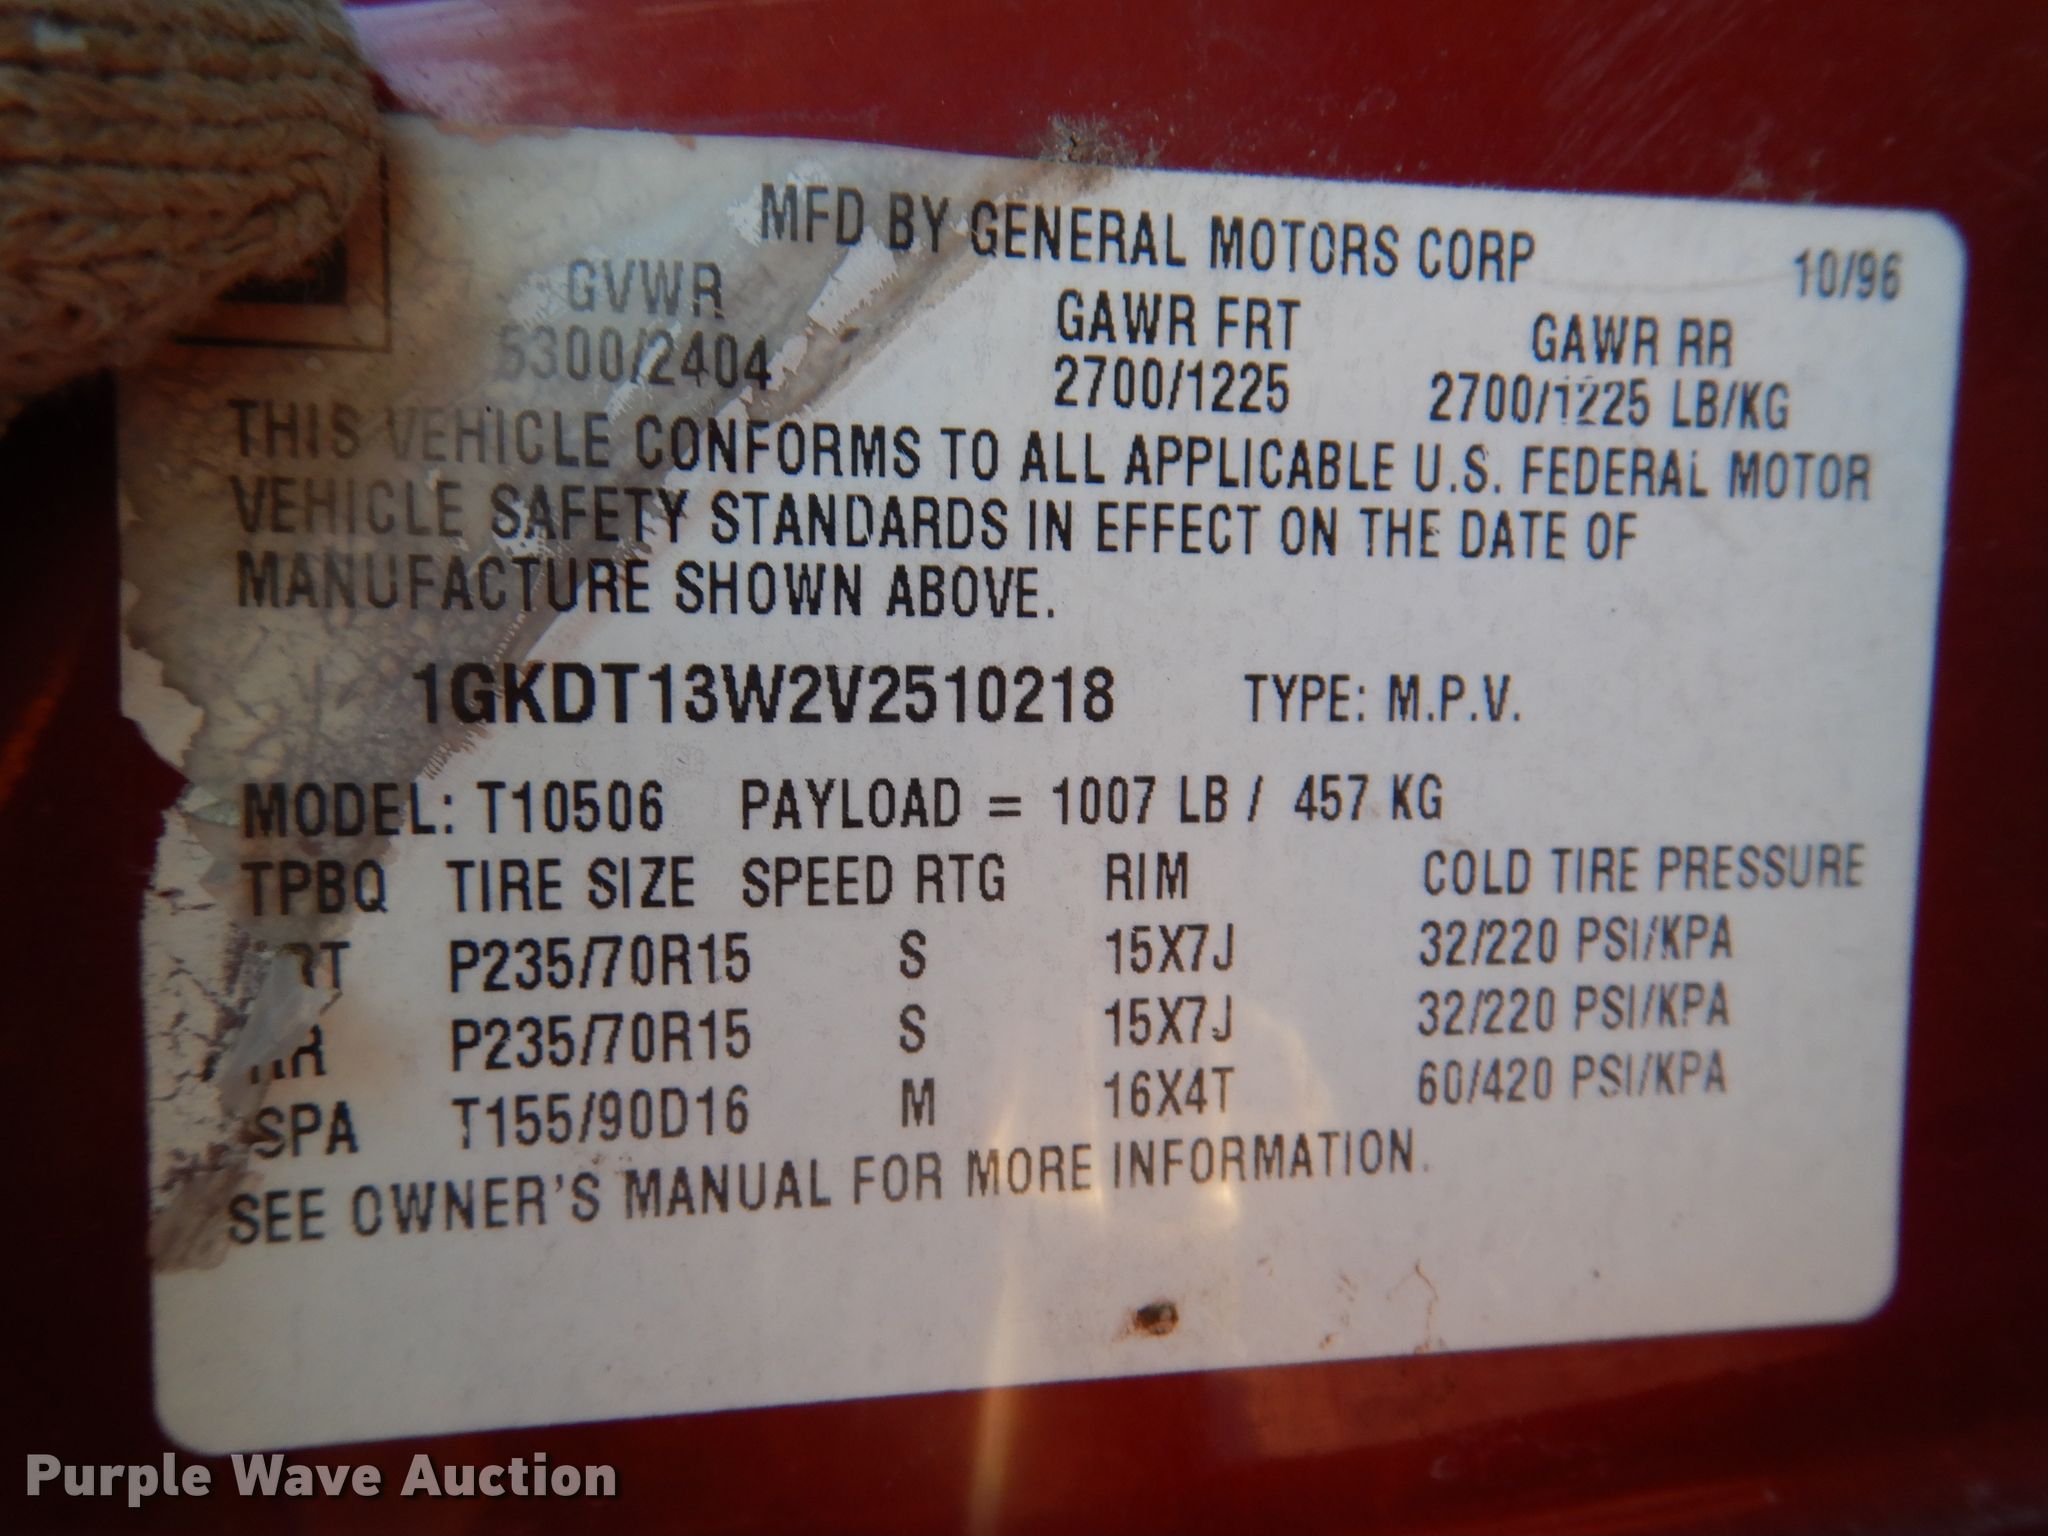 MFD BY GENERAL MOTORS CORP 10/96
GVWR GAWR FRT GAWR RR
5300/2404 2700/1225 2700/1225 LB/KG
THIS VEHICLE CONFORMS TO ALL APPLICABLE U.S. FEDERAL MOTOR
VEHICLE SAFETY STANDARDS IN EFFECT ON THE DATE OF
MANUFACTURE SHOWN ABOVE.
1GKDT13W2V2510218 TYPE: M.P.V.
MODEL: T10506 PAYLOAD = 1007 LB / 457 KG
TPBQ TIRE SIZE SPEED RTG RIM COLD TIRE PRESSURE
P235/70R15 S 15X7J 32/220 PSI/KPA
P235/70R15 S 15X7J 32/220 PSI/KPA
SPA T155/90D16 M 16X4T 60/420 PSI/KPA
SEE OWNER'S MANUAL FOR MORE INFORMATION.
Purple Wave Auction